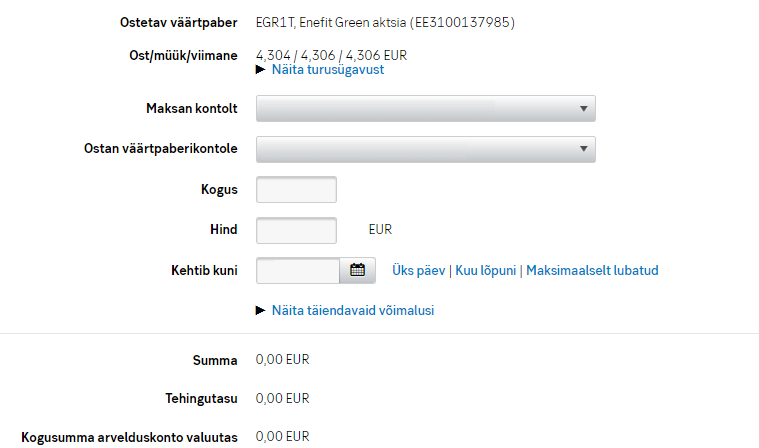 Ostetav väärtpaber EGR1T, Enefit Green aktsia (EE3100137985)
Ost/müük/viimane 4,304 / 4,306 / 4,306 EUR
Näita turusügavust
Maksan kontolt
Ostan väärtpaberikontole
Kogus
Hind EUR
Kehtib kuni Üks päev | Kuu lõpuni | Maksimaalselt lubatud
Näita täiendavaid võimalusi
Summa 0,00 EUR
Tehingutasu 0,00 EUR
Kogusumma arvelduskonto valuutas 0,00 EUR